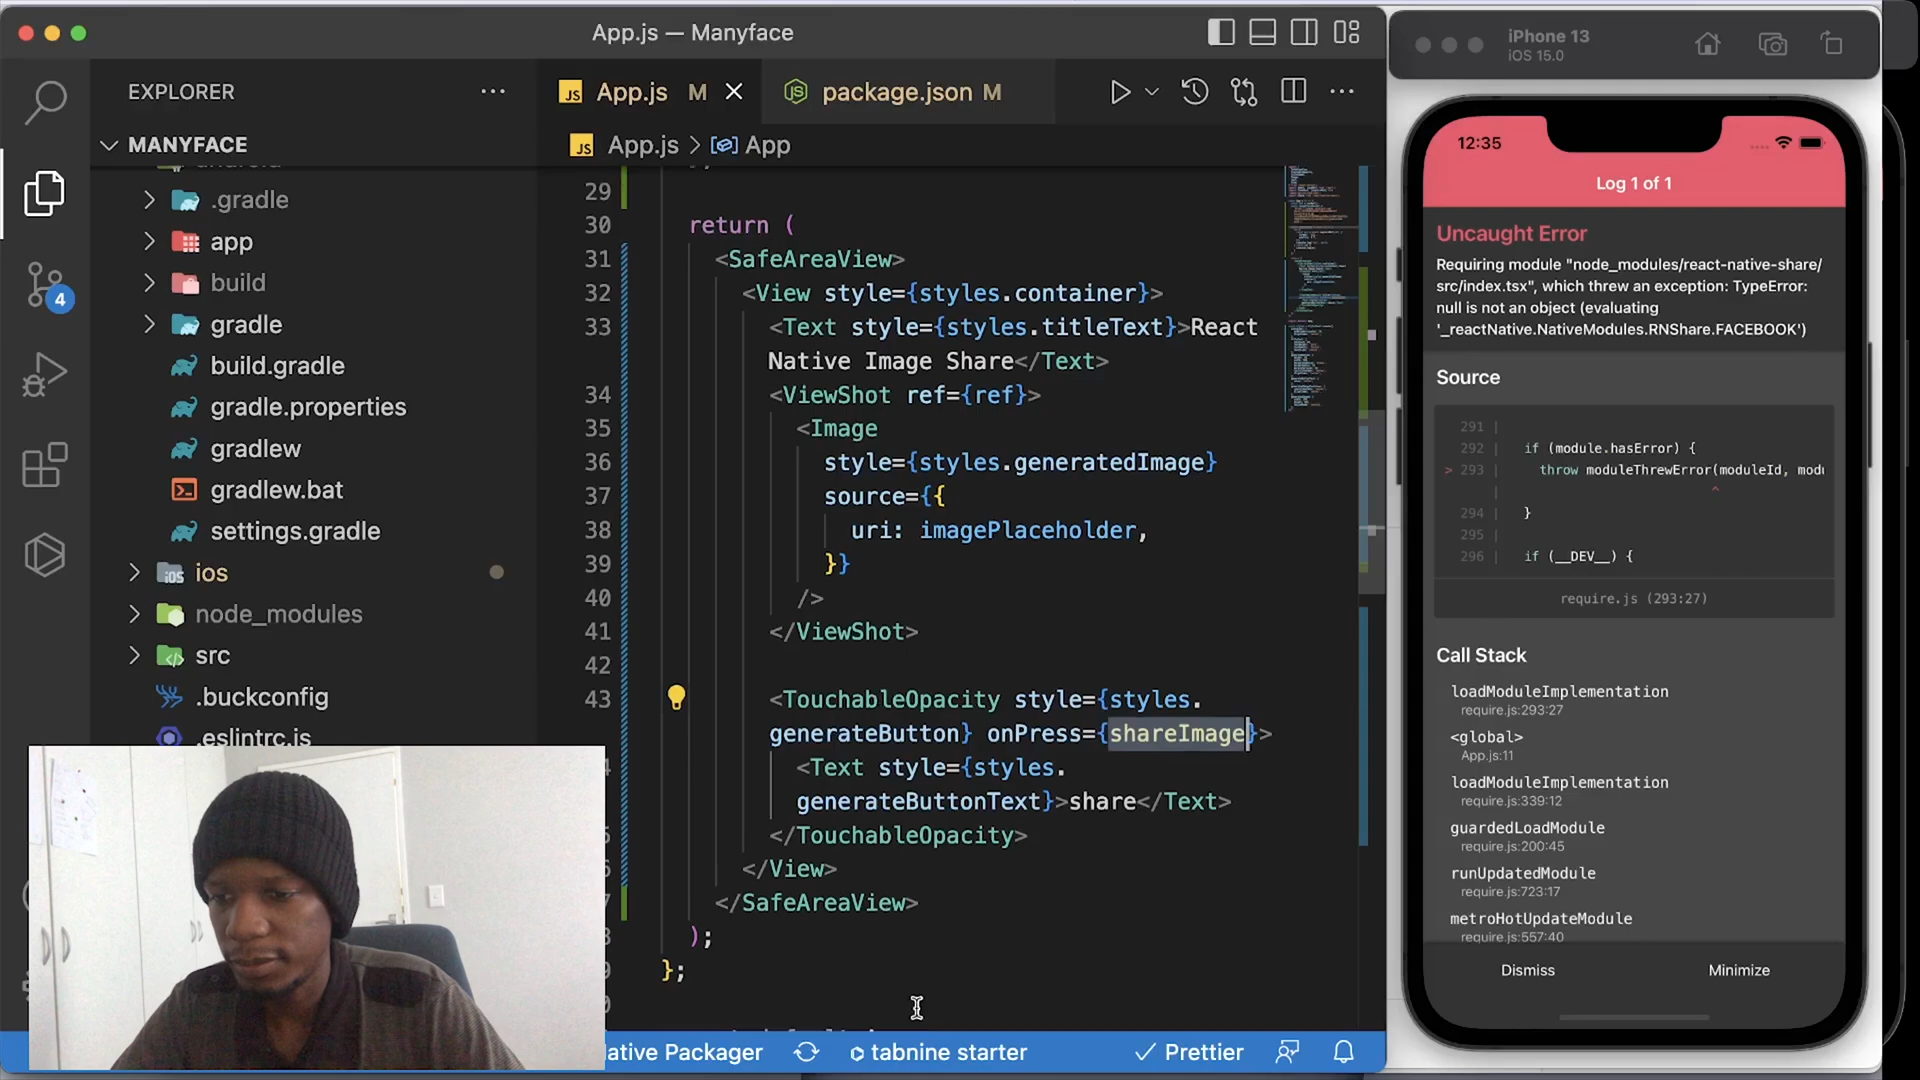 App.js — Manyface
EXPLORER
MANYFACE
.gradle
app
build
gradle
build.gradle
gradle.properties
gradlew
gradlew.bat
settings.gradle
ios
node_modules
src
.buckconfig
.eslintrc.js
4
JS App.js M
package.json M
JS App.js > App
29
30 return (
31 <SafeAreaView>
32 <View style={styles.container}>
33 <Text style={styles.titleText}>React
Native Image Share</Text>
34 <ViewShot ref={ref}>
35 <Image
36 style={styles.generatedImage}
37 source={{
38 uri: imagePlaceholder,
39 }}
40 />
41 </ViewShot>
42
43 <TouchableOpacity style={styles.
generateButton} onPress={shareImage}>
<Text style={styles.
generateButtonText}>share</Text>
</TouchableOpacity>
</View>
</SafeAreaView>
);
};
ative Packager
tabnine starter
Prettier
iPhone 13
iOS 15.0
12:35
Log 1 of 1
Uncaught Error
Requiring module "node_modules/react-native-share/
src/index.tsx", which threw an exception: TypeError:
null is not an object (evaluating
'_reactNative.NativeModules.RNShare.FACEBOOK')
Source
291 |
292 | if (module.hasError) {
> 293 | throw moduleThrewError(moduleId, modu
| ^
294 | }
295 |
296 | if (__DEV__) {
require.js (293:27)
Call Stack
loadModuleImplementation
require.js:293:27
<global>
App.js:11
loadModuleImplementation
require.js:339:12
guardedLoadModule
require.js:200:45
runUpdatedModule
require.js:723:17
metroHotUpdateModule
require.js:557:40
Dismiss
Minimize